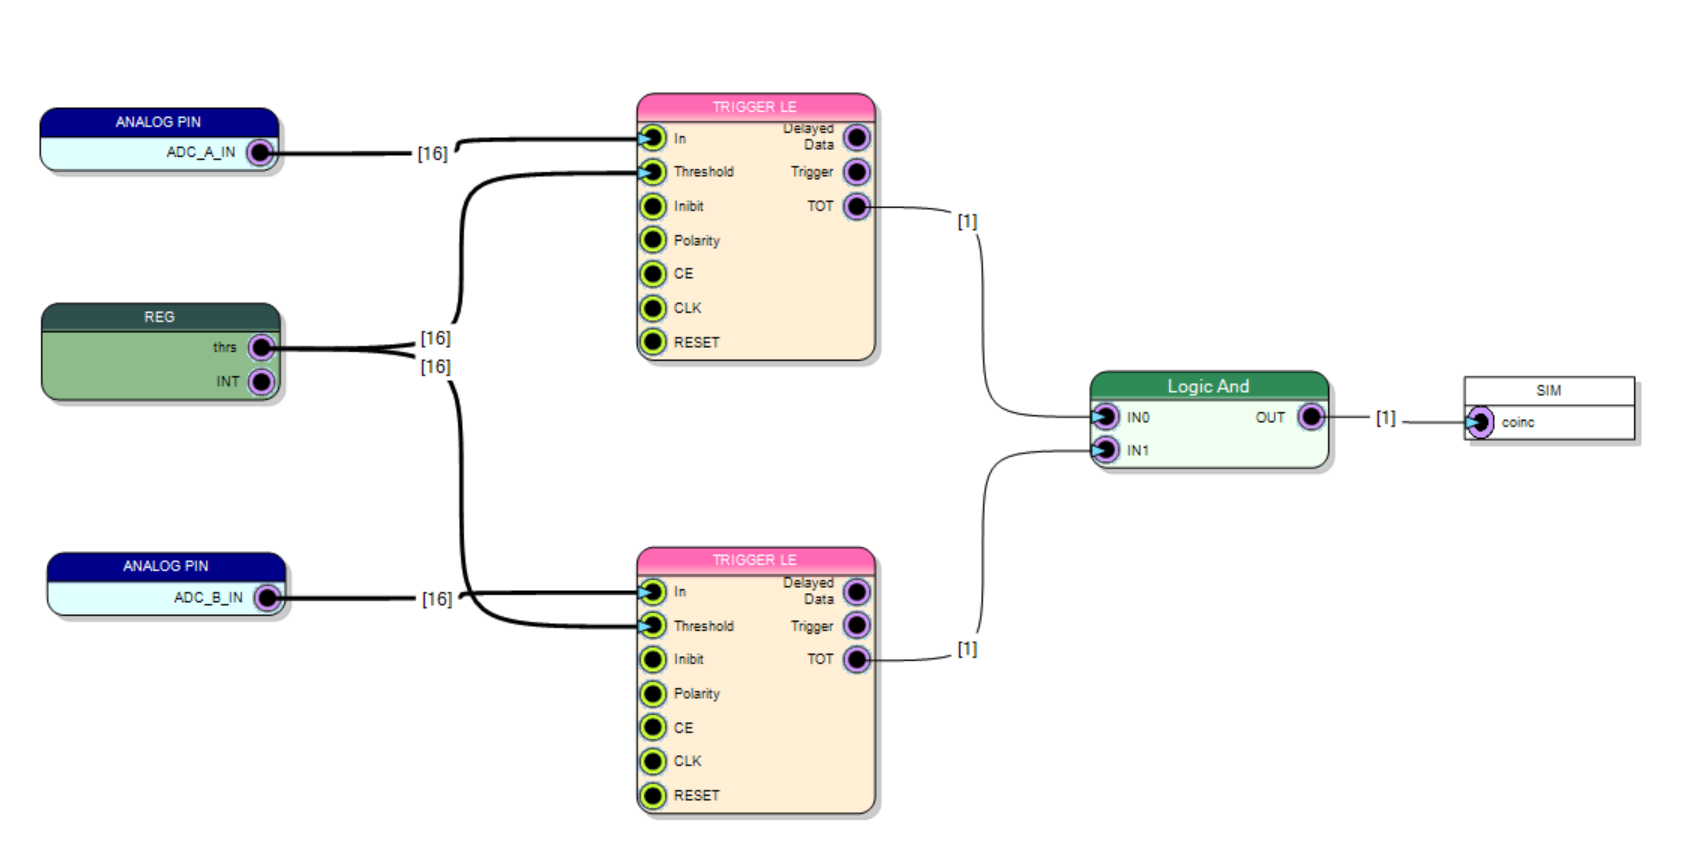 ANALOG PIN
ADC_A_IN
[16]
TRIGGER LE
In
Delayed
Data
Threshold
Trigger
Inibit
TOT
Polarity
CE
CLK
RESET
[1]
REG
thrs
INT
[16]
[16]
Logic And
IN0
OUT
IN1
[1]
SIM
coinc
ANALOG PIN
ADC_B_IN
[16]
TRIGGER LE
In
Delayed
Data
Threshold
Trigger
Inibit
TOT
Polarity
CE
CLK
RESET
[1]